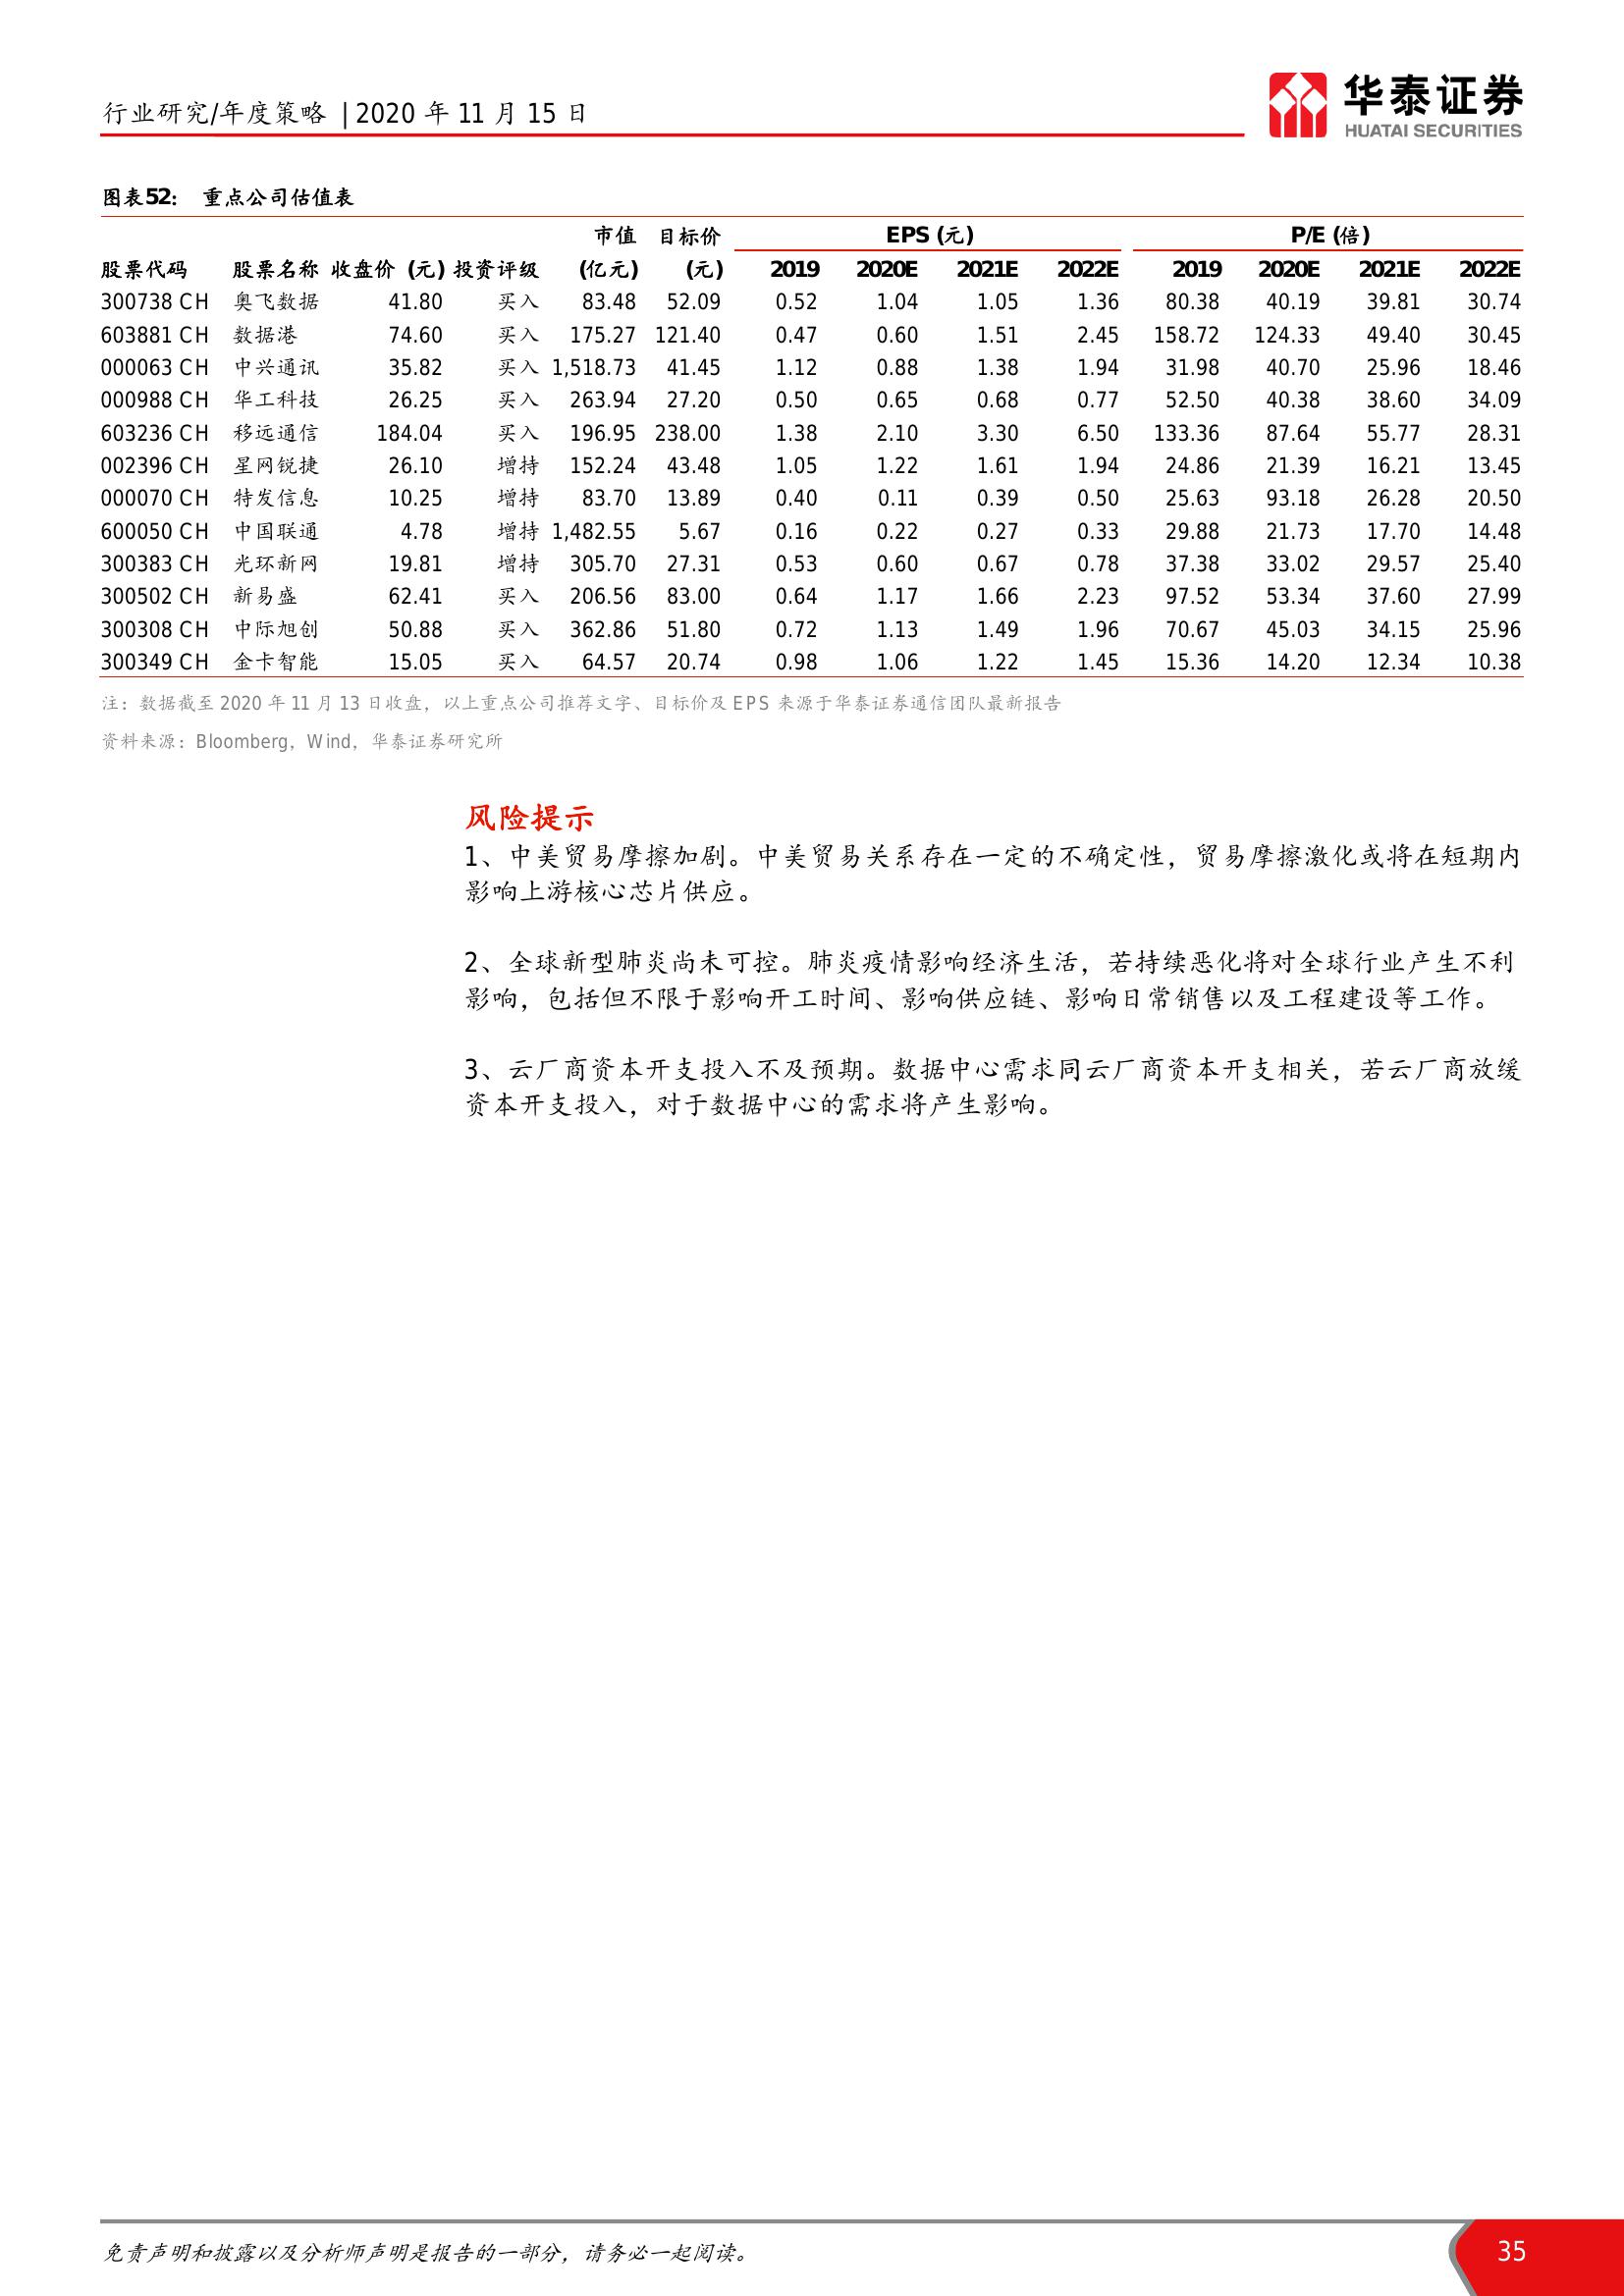 行业研究/年度策略 | 2020 年 11 月 15 日
华泰证券
HUATAI SECURITIES
图表52： 重点公司估值表
市值 目标价 EPS (元) P/E (倍)
股票代码 股票名称 收盘价 (元) 投资评级 (亿元) (元) 2019 2020E 2021E 2022E 2019 2020E 2021E 2022E
300738 CH 奥飞数据 41.80 买入 83.48 52.09 0.52 1.04 1.05 1.36 80.38 40.19 39.81 30.74
603881 CH 数据港 74.60 买入 175.27 121.40 0.47 0.60 1.51 2.45 158.72 124.33 49.40 30.45
000063 CH 中兴通讯 35.82 买入 1,518.73 41.45 1.12 0.88 1.38 1.94 31.98 40.70 25.96 18.46
000988 CH 华工科技 26.25 买入 263.94 27.20 0.50 0.65 0.68 0.77 52.50 40.38 38.60 34.09
603236 CH 移远通信 184.04 买入 196.95 238.00 1.38 2.10 3.30 6.50 133.36 87.64 55.77 28.31
002396 CH 星网锐捷 26.10 增持 152.24 43.48 1.05 1.22 1.61 1.94 24.86 21.39 16.21 13.45
000070 CH 特发信息 10.25 增持 83.70 13.89 0.40 0.11 0.39 0.50 25.63 93.18 26.28 20.50
600050 CH 中国联通 4.78 增持 1,482.55 5.67 0.16 0.22 0.27 0.33 29.88 21.73 17.70 14.48
300383 CH 光环新网 19.81 增持 305.70 27.31 0.53 0.60 0.67 0.78 37.38 33.02 29.57 25.40
300502 CH 新易盛 62.41 买入 206.56 83.00 0.64 1.17 1.66 2.23 97.52 53.34 37.60 27.99
300308 CH 中际旭创 50.88 买入 362.86 51.80 0.72 1.13 1.49 1.96 70.67 45.03 34.15 25.96
300349 CH 金卡智能 15.05 买入 64.57 20.74 0.98 1.06 1.22 1.45 15.36 14.20 12.34 10.38
注：数据截至 2020 年 11 月 13 日收盘，以上重点公司推荐文字、目标价及 EPS 来源于华泰证券通信团队最新报告
资料来源：Bloomberg，Wind，华泰证券研究所
风险提示
1、中美贸易摩擦加剧。中美贸易关系存在一定的不确定性，贸易摩擦激化或将在短期内
影响上游核心芯片供应。
2、全球新型肺炎尚未可控。肺炎疫情影响经济生活，若持续恶化将对全球行业产生不利
影响，包括但不限于影响开工时间、影响供应链、影响日常销售以及工程建设等工作。
3、云厂商资本开支投入不及预期。数据中心需求同云厂商资本开支相关，若云厂商放缓
资本开支投入，对于数据中心的需求将产生影响。
免责声明和披露以及分析师声明是报告的一部分，请务必一起阅读。
35